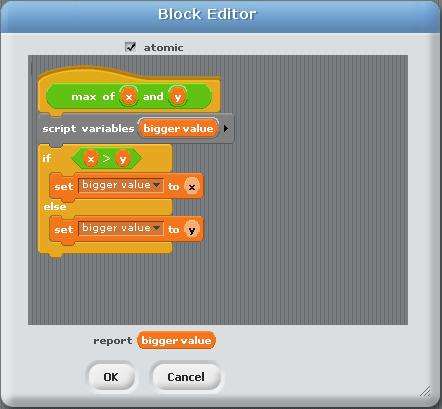 Block Editor
atomic
max of x and y
script variables bigger value
if x > y
set bigger value to x
else
set bigger value to y
report bigger value
OK Cancel